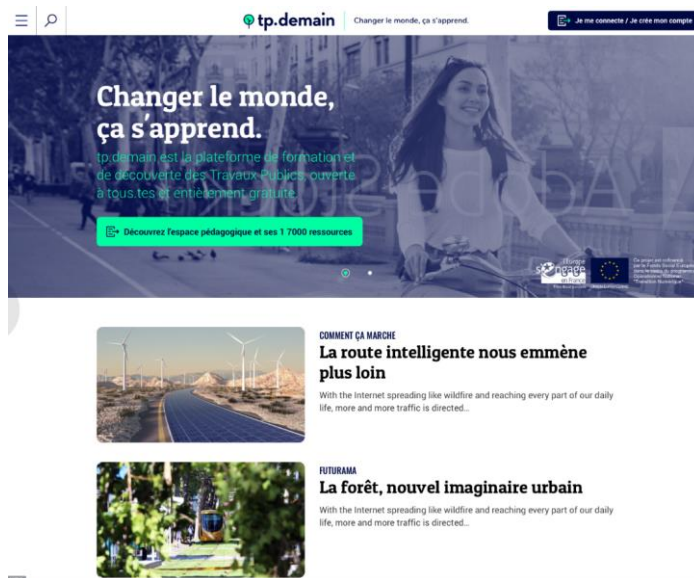 tp.demain
Changer le monde, ça s'apprend.
Je me connecte / Je crée mon compte
Changer le monde,
ça s'apprend.
tp.demain est la plateforme de formation et
de découverte des Travaux Publics, ouverte
à tous.tes et entièrement gratuite.
Découvrez l'espace pédagogique et ses 1 7000 ressources
l'Europe
s'engage
en France
COMMENT ÇA MARCHE
La route intelligente nous emmène
plus loin
With the Internet spreading like wildfire and reaching every part of our daily
life, more and more traffic is directed...
FUTURAMA
La forêt, nouvel imaginaire urbain
With the Internet spreading like wildfire and reaching every part of our daily
life, more and more traffic is directed...